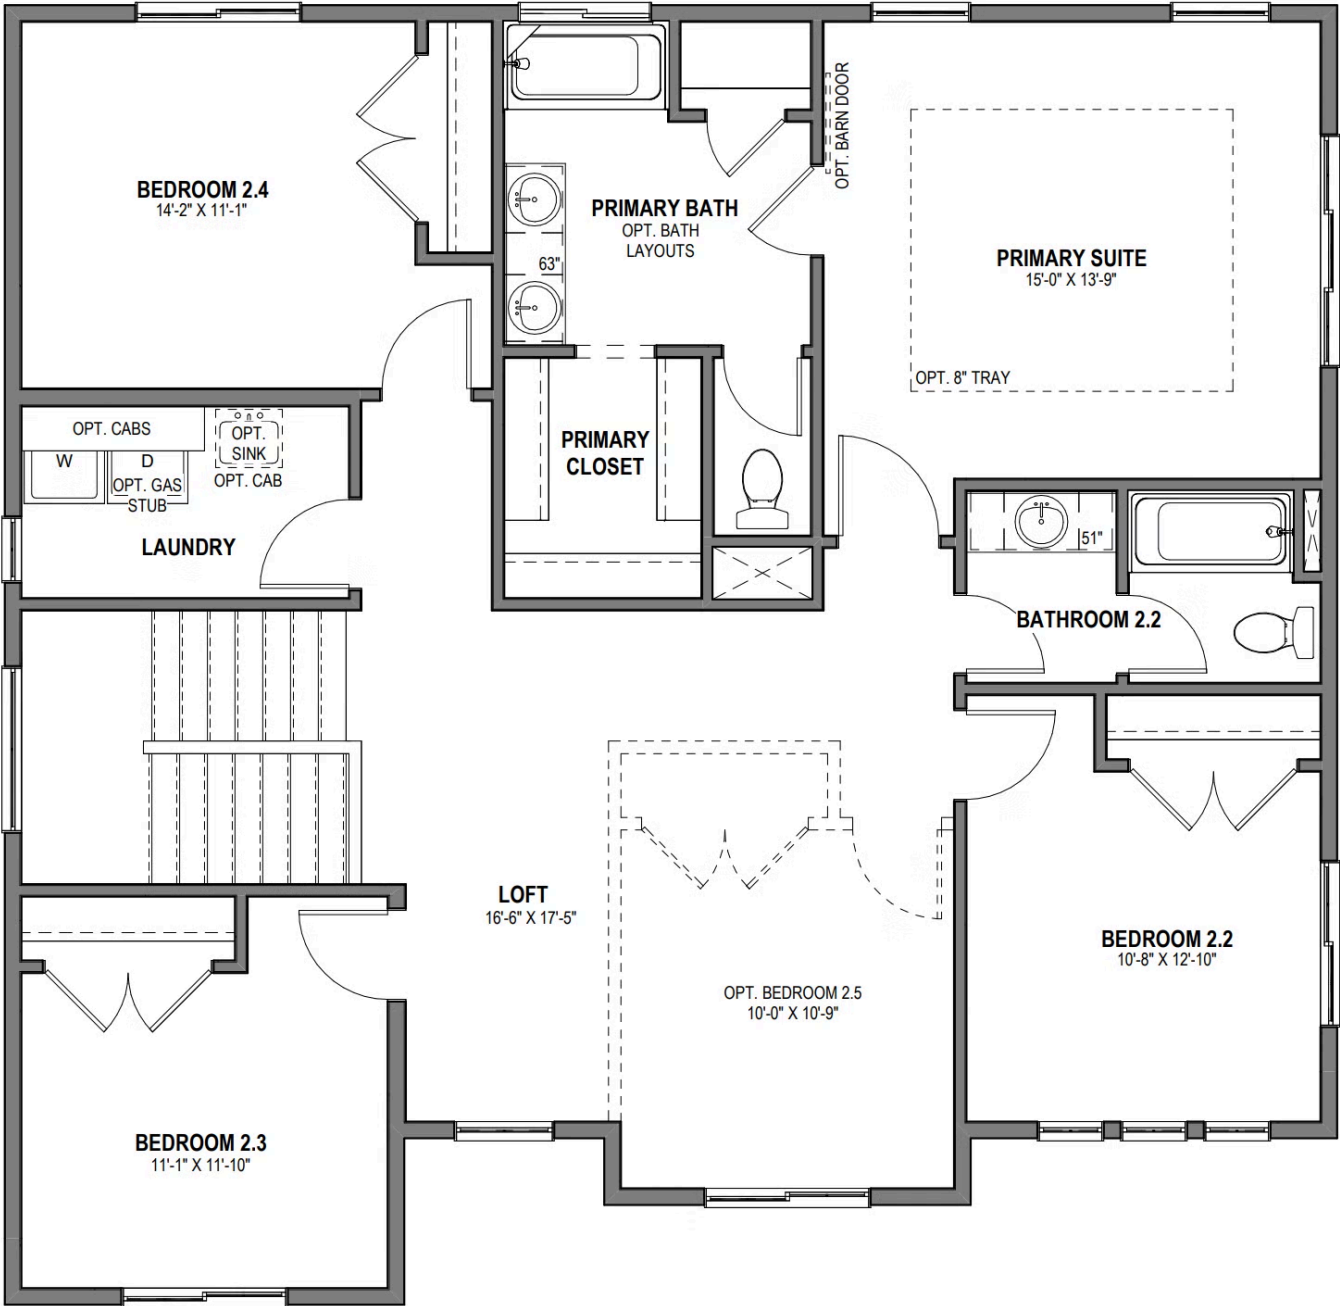 OPT. BARN DOOR
BEDROOM 2.4
14'-2" X 11'-1"
PRIMARY BATH
OPT. BATH
LAYOUTS
63"
PRIMARY SUITE
15'-0" X 13'-9"
OPT. 8" TRAY
OPT. CABS
OPT.
SINK
OPT. CAB
W
D
OPT. GAS
STUB
LAUNDRY
PRIMARY
CLOSET
51"
BATHROOM 2.2
LOFT
16'-6" X 17'-5"
OPT. BEDROOM 2.5
10'-0" X 10'-9"
BEDROOM 2.2
10'-8" X 12'-10"
BEDROOM 2.3
11'-1" X 11'-10"